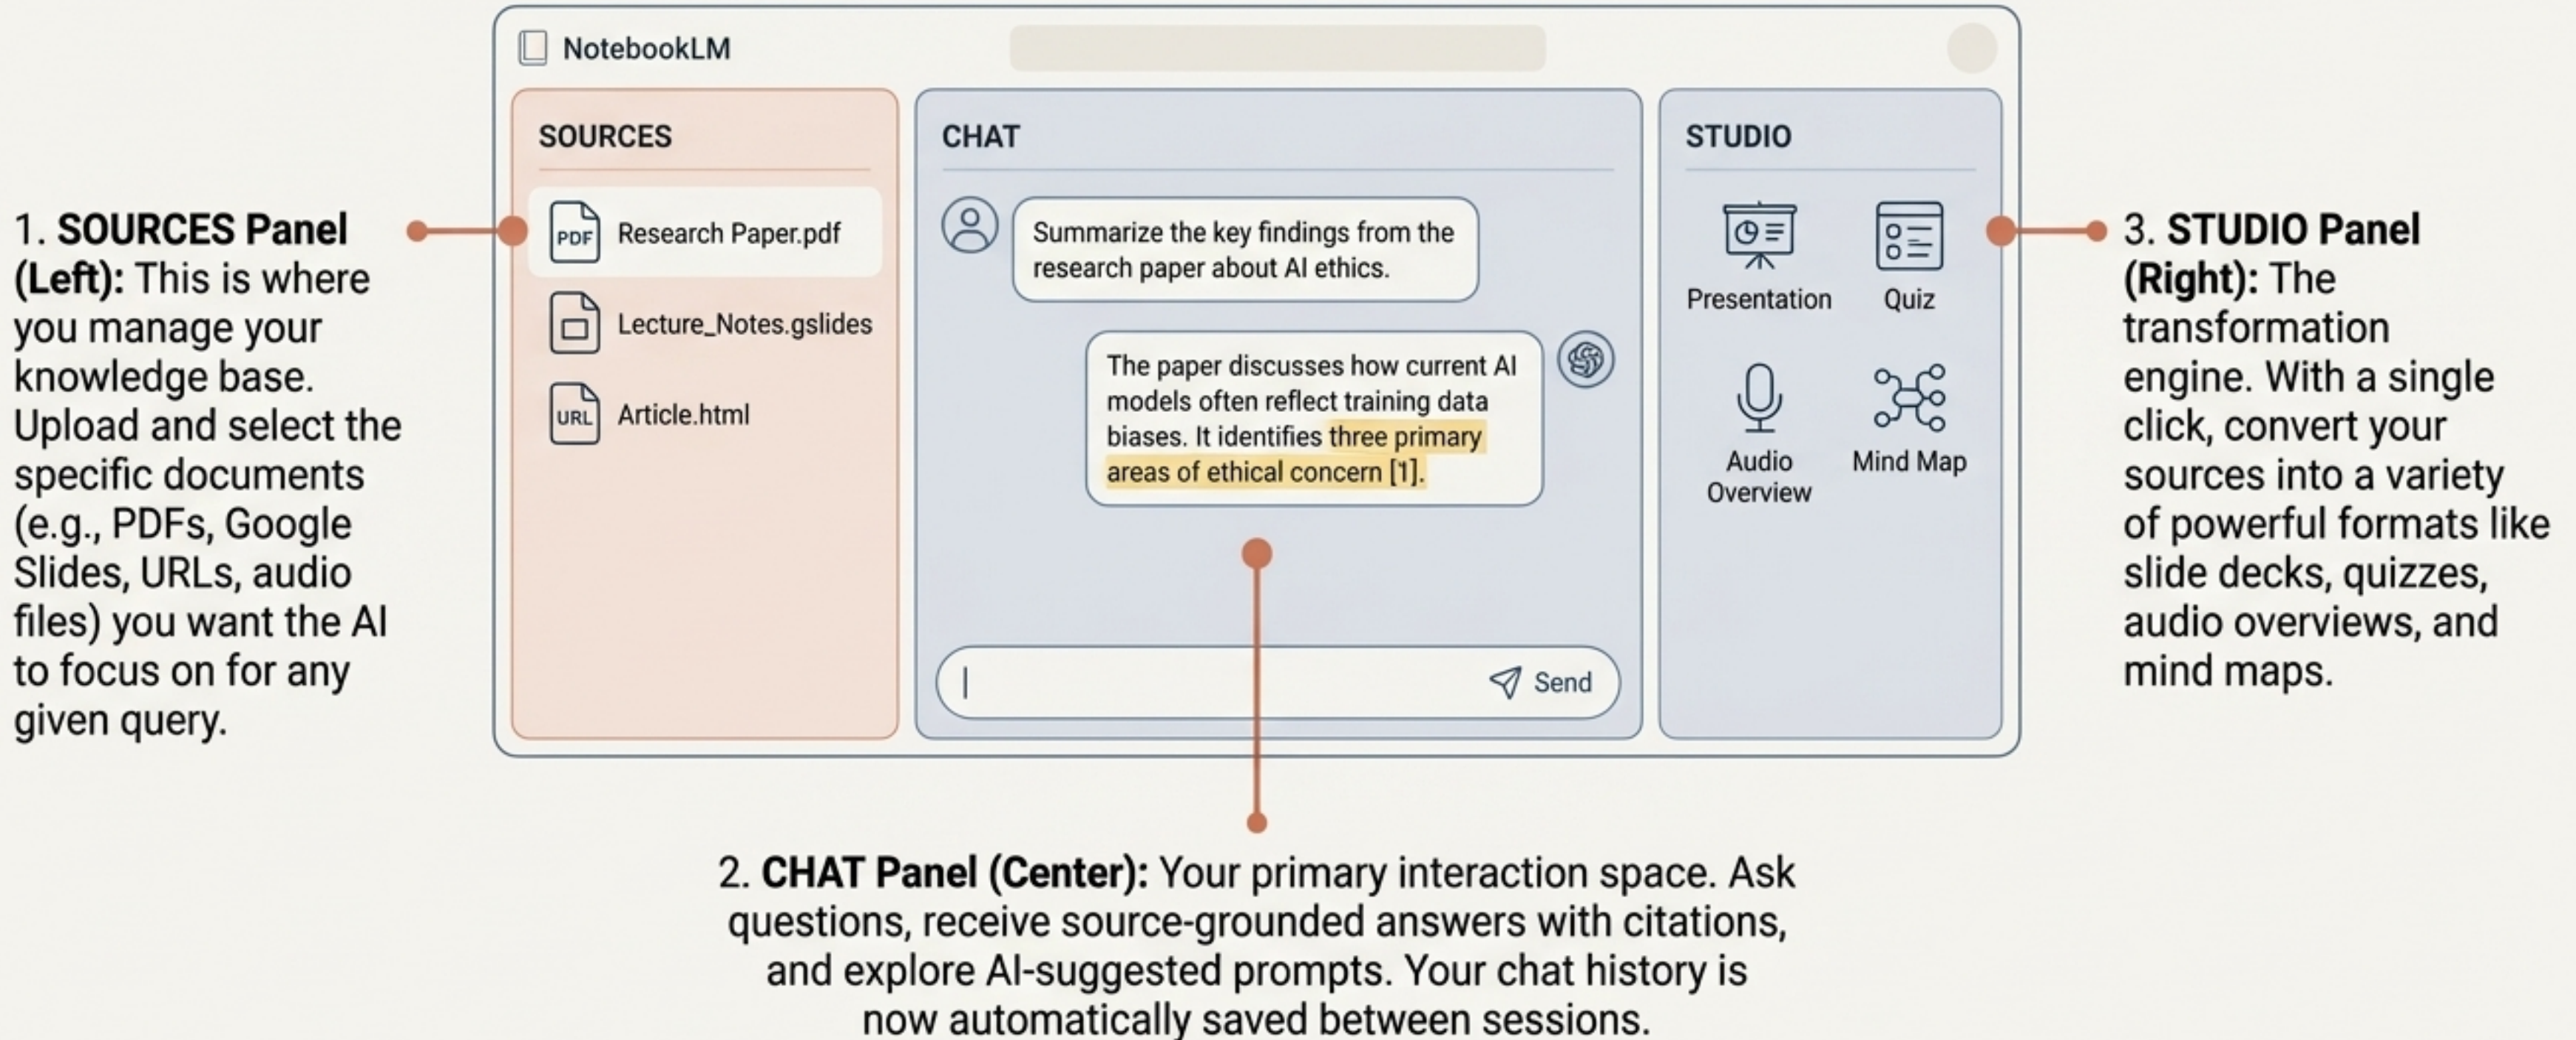 NotebookLM
SOURCES
PDF
Research Paper.pdf
Lecture_Notes.gslides
URL
Article.html
CHAT
Summarize the key findings from the
research paper about AI ethics.
The paper discusses how current AI
models often reflect training data
biases. It identifies three primary
areas of ethical concern [1].
Send
STUDIO
Presentation
Quiz
Audio
Overview
Mind Map
1. SOURCES Panel
(Left): This is where
you manage your
knowledge base.
Upload and select the
specific documents
(e.g., PDFs, Google
Slides, URLs, audio
files) you want the AI
to focus on for any
given query.
2. CHAT Panel (Center): Your primary interaction space. Ask
questions, receive source-grounded answers with citations,
and explore AI-suggested prompts. Your chat history is
now automatically saved between sessions.
3. STUDIO Panel
(Right): The
transformation
engine. With a single
click, convert your
sources into a variety
of powerful formats like
slide decks, quizzes,
audio overviews, and
mind maps.